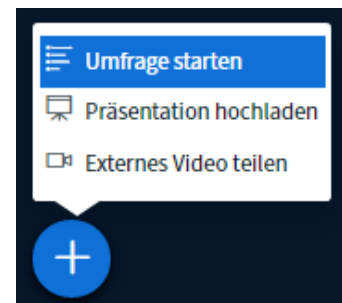 Umfrage starten
Präsentation hochladen
Externes Video teilen